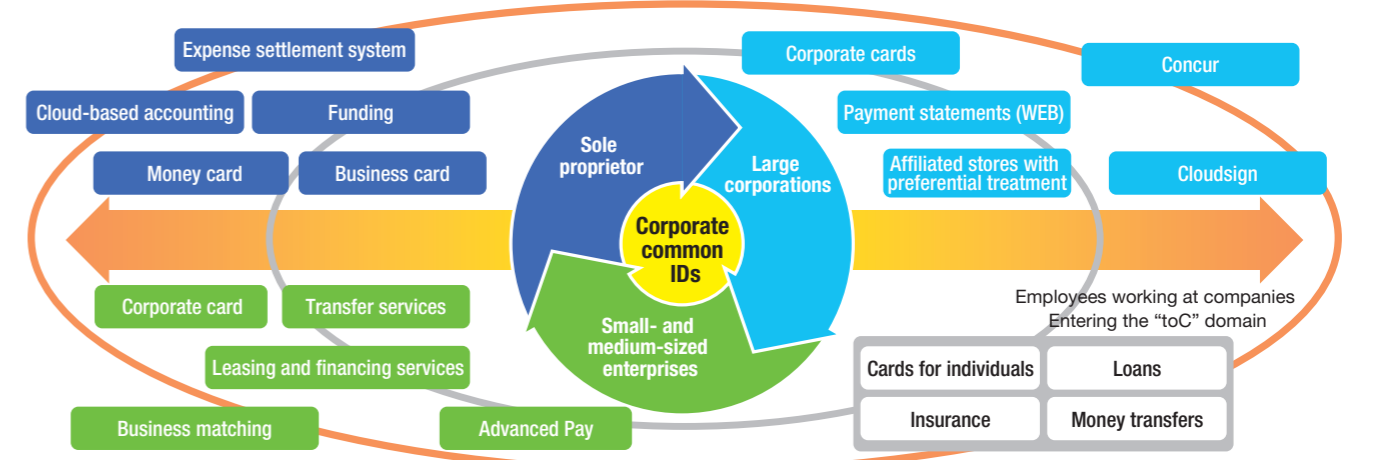 Expense settlement system
Corporate cards
Concur
Cloud-based accounting
Funding
Payment statements (WEB)
Money card
Business card
Sole
proprietor
Large
corporations
Affiliated stores with
preferential treatment
Cloudsign
Corporate
common
IDs
Corporate card
Transfer services
Small- and
medium-sized
enterprises
Employees working at companies
Entering the “toC” domain
Leasing and financing services
Cards for individuals
Loans
Business matching
Advanced Pay
Insurance
Money transfers